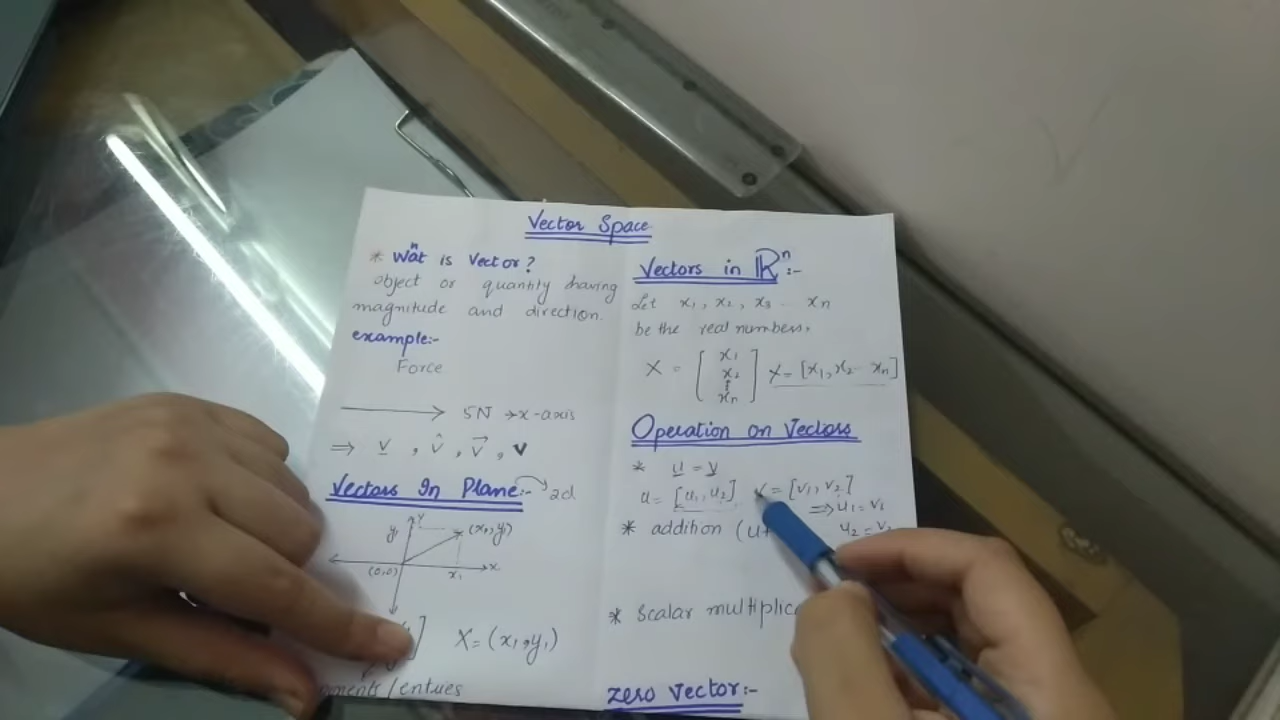 Vector Space
* Wat is Vector?
object or quantity having
magnitude and direction.
example:-
Force
5N → x-axis
⇒ v , v̂ , v⃗ , v
Vectors In Plane:- 2d
y
y₁ (x₁, y₁)
(0,0) x₁ x
X = (x₁, y₁)
/entries
Vectors in ℝⁿ:-
Let x₁, x₂, x₃ ... xₙ
be the real numbers,
X = [x₁ x₂ ⋮ xₙ] X = [x₁, x₂ ... xₙ]
Operation on Vectors
* u = v
u = [u₁, u₂] v = [v₁, v₂]
⇒ u₁ = v₁
u₂ = v₂
* addition (u+
* Scalar
zero vector:-